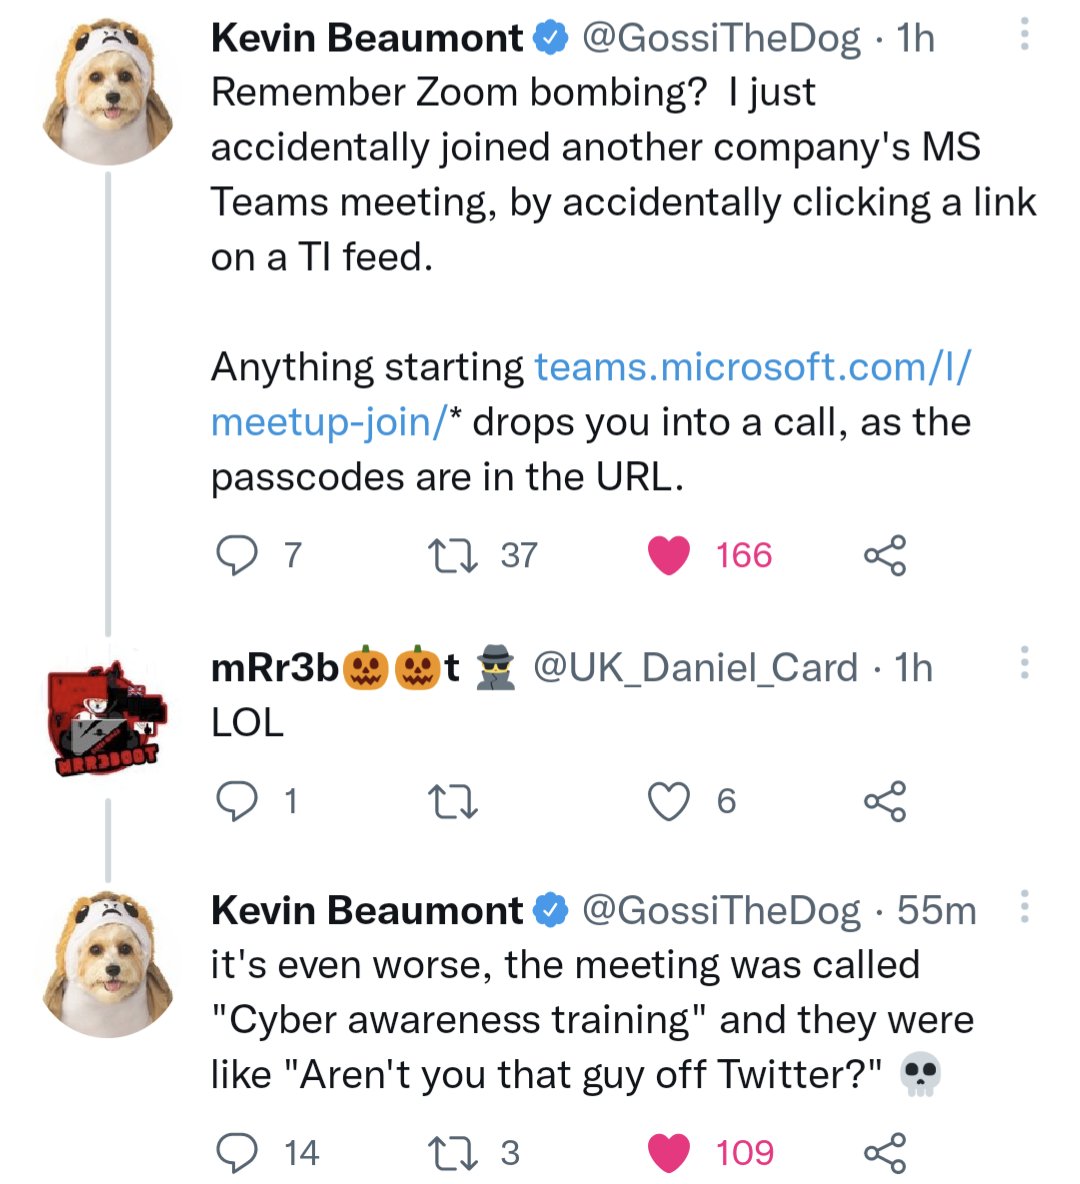 Kevin Beaumont @GossiTheDog · 1h
Remember Zoom bombing?  I just
accidentally joined another company's MS
Teams meeting, by accidentally clicking a link
on a TI feed.
Anything starting teams.microsoft.com/l/
meetup-join/* drops you into a call, as the
passcodes are in the URL.
7 37 166
mRr3b🎃🎃t 🕵️ @UK_Daniel_Card · 1h
LOL
MRR3B00T
1 6
Kevin Beaumont @GossiTheDog · 55m
it's even worse, the meeting was called
"Cyber awareness training" and they were
like "Aren't you that guy off Twitter?" 💀
14 3 109